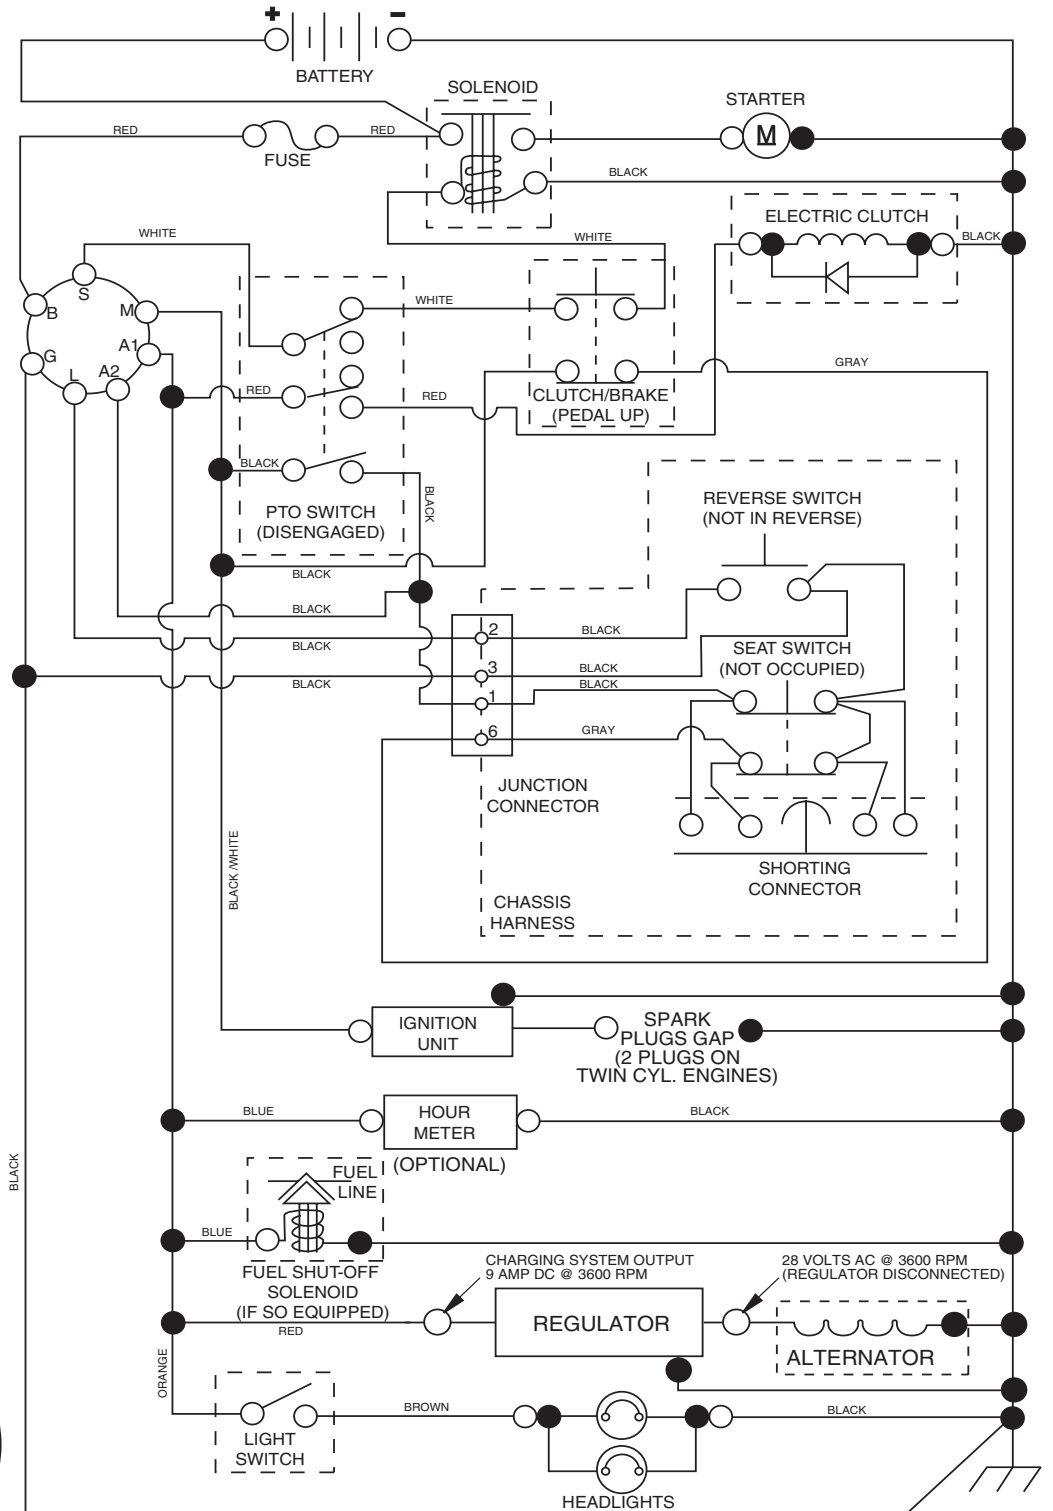 + -
BATTERY
SOLENOID
STARTER
RED
RED
FUSE
M
BLACK
ELECTRIC CLUTCH
WHITE
WHITE
BLACK
S
B
M
WHITE
A1
G
A2
L
RED
RED
CLUTCH/BRAKE
(PEDAL UP)
GRAY
BLACK
BLACK
PTO SWITCH
(DISENGAGED)
REVERSE SWITCH
(NOT IN REVERSE)
BLACK
BLACK
2
BLACK
BLACK
SEAT SWITCH
(NOT OCCUPIED)
3
BLACK
BLACK
BLACK
1
6
GRAY
JUNCTION
CONNECTOR
BLACK /WHITE
SHORTING
CONNECTOR
CHASSIS
HARNESS
IGNITION
UNIT
SPARK
PLUGS GAP
(2 PLUGS ON
TWIN CYL. ENGINES)
BLUE
HOUR
METER
BLACK
(OPTIONAL)
BLACK
FUEL
LINE
BLUE
FUEL SHUT-OFF
SOLENOID
(IF SO EQUIPPED)
CHARGING SYSTEM OUTPUT
9 AMP DC @ 3600 RPM
28 VOLTS AC @ 3600 RPM
(REGULATOR DISCONNECTED)
RED
REGULATOR
ALTERNATOR
ORANGE
BROWN
BLACK
LIGHT
SWITCH
HEADLIGHTS